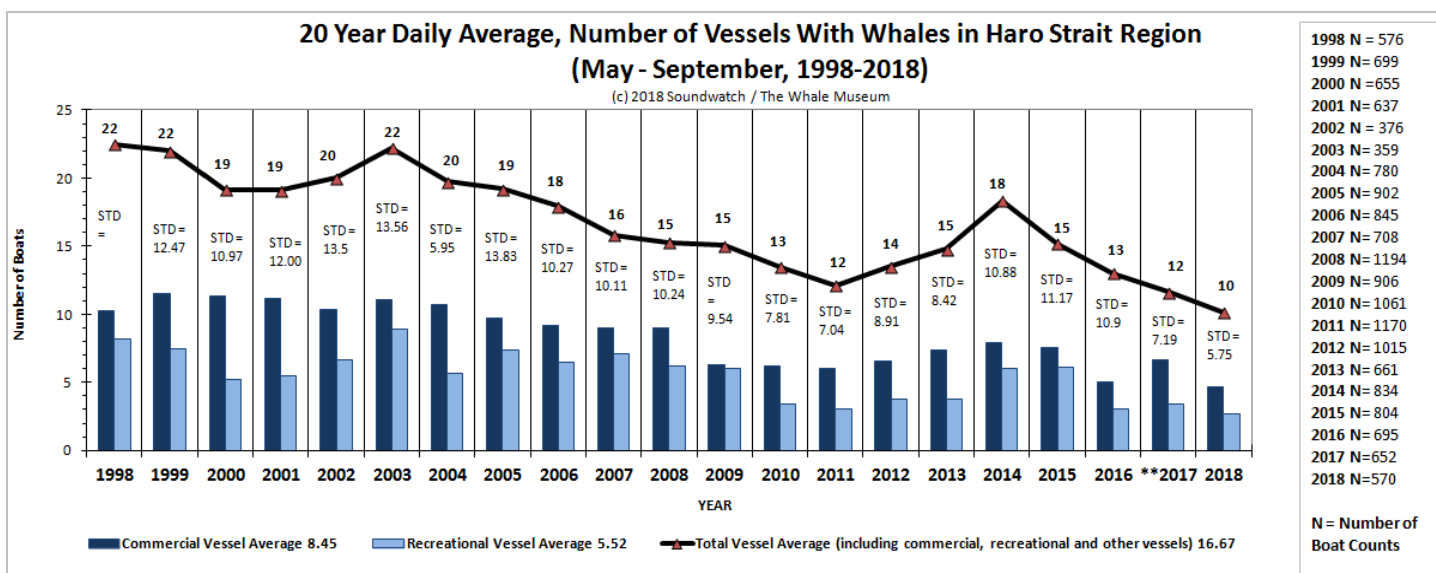 20 Year Daily Average, Number of Vessels With Whales in Haro Strait Region
(May - September, 1998-2018)
(c) 2018 Soundwatch / The Whale Museum
Number of Boats
25
20
15
10
5
0
22
22
19
19
20
22
20
19
18
16
15
15
13
12
14
15
18
15
13
12
10
STD
=
STD =
12.47
STD =
10.97
STD =
12.00
STD =
13.5
STD =
13.56
STD =
5.95
STD =
13.83
STD =
10.27
STD =
10.11
STD =
10.24
STD
=
9.54
STD =
7.81
STD =
7.04
STD =
8.91
STD =
8.42
STD =
10.88
STD =
11.17
STD =
10.9
STD =
7.19
STD =
5.75
1998 1999 2000 2001 2002 2003 2004 2005 2006 2007 2008 2009 2010 2011 2012 2013 2014 2015 2016 **2017 2018
YEAR
Commercial Vessel Average 8.45 Recreational Vessel Average 5.52 Total Vessel Average (including commercial, recreational and other vessels) 16.67
1998 N = 576
1999 N= 699
2000 N=655
2001 N= 637
2002 N = 376
2003 N= 359
2004 N= 780
2005 N= 902
2006 N= 845
2007 N= 708
2008 N= 1194
2009 N= 906
2010 N= 1061
2011 N= 1170
2012 N= 1015
2013 N= 661
2014 N= 834
2015 N= 804
2016 N= 695
2017 N=652
2018 N=570
N = Number of
Boat Counts